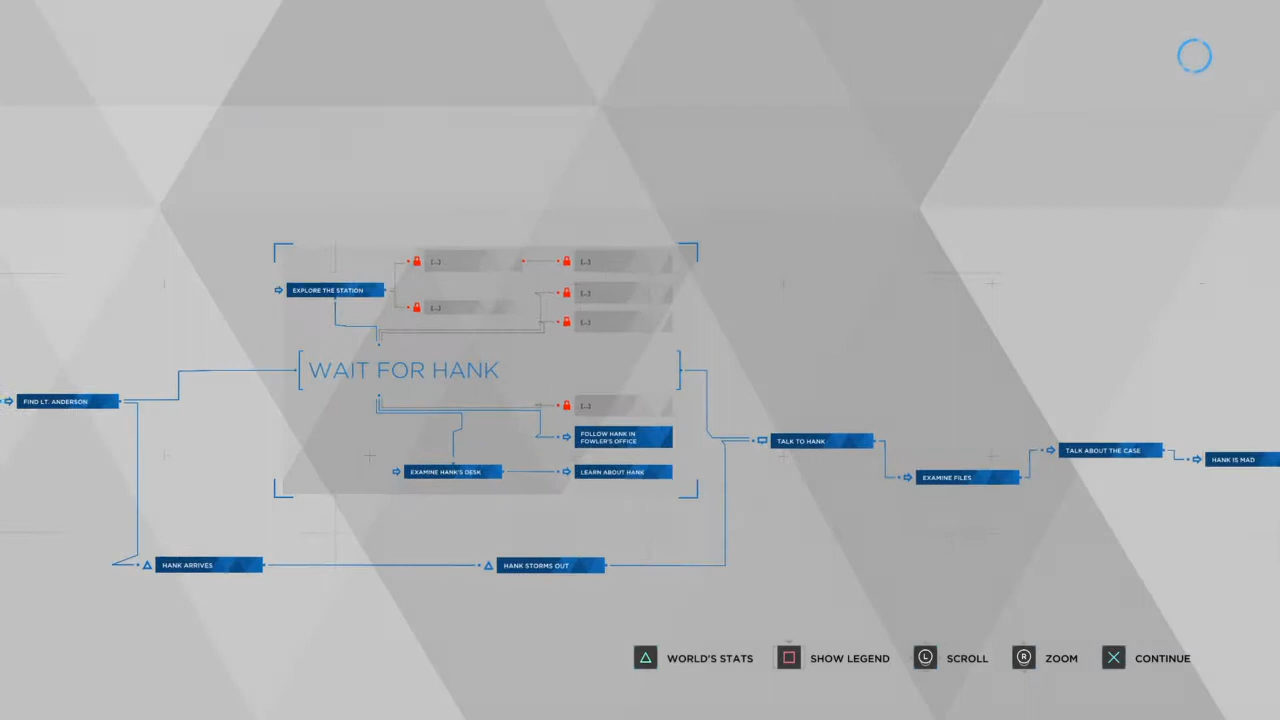 [...]
[...]
EXPLORE THE STATION
[...]
[...]
[...]
WAIT FOR HANK
FIND LT. ANDERSON
[...]
FOLLOW HANK IN
FOWLER'S OFFICE
TALK TO HANK
TALK ABOUT THE CASE
HANK IS MAD
EXAMINE HANK'S DESK
LEARN ABOUT HANK
EXAMINE FILES
HANK ARRIVES
HANK STORMS OUT
WORLD'S STATS
SHOW LEGEND
L
SCROLL
R
ZOOM
CONTINUE